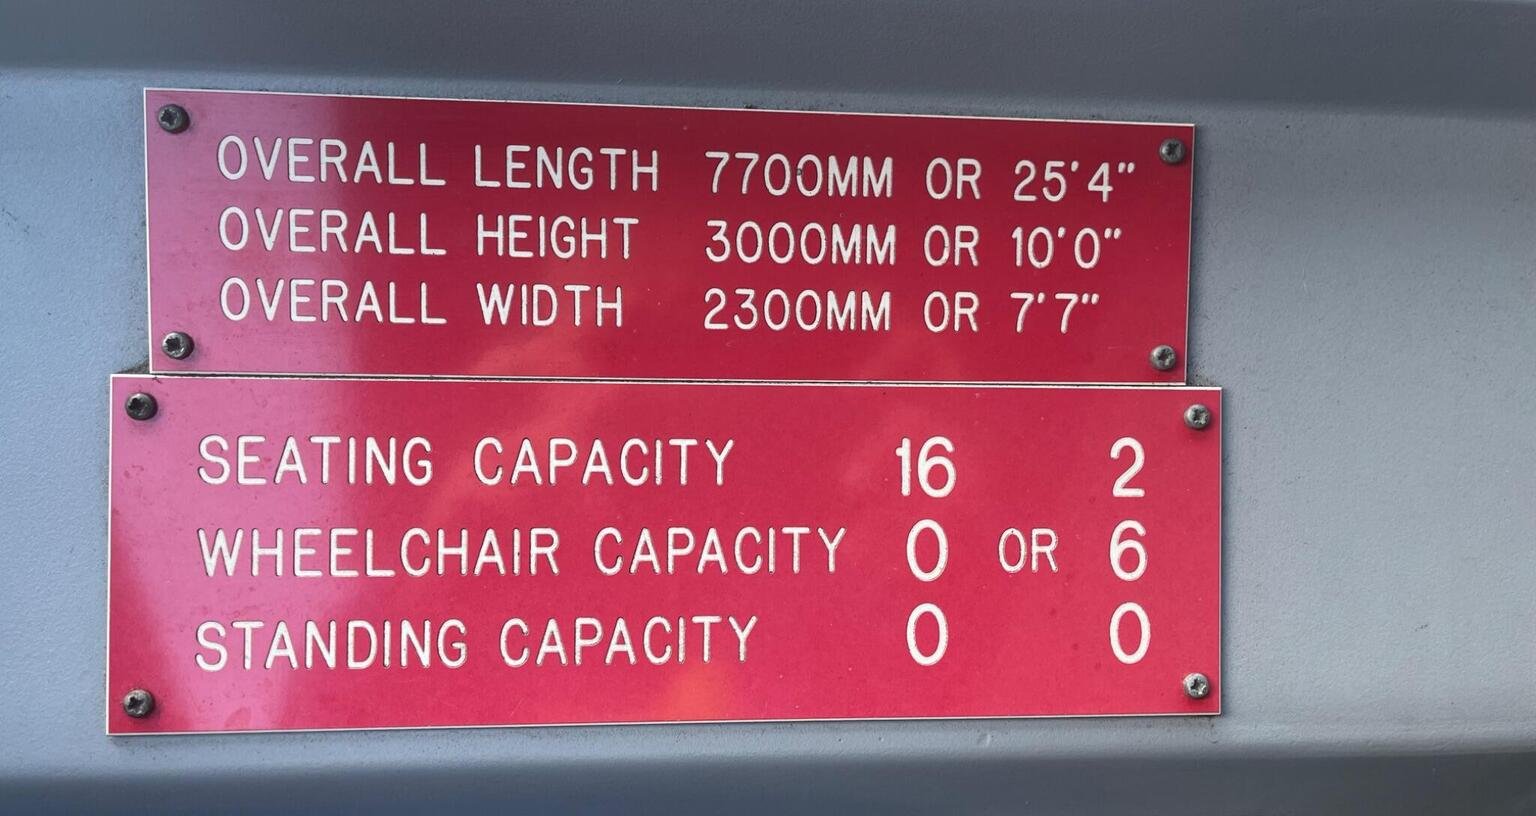 OVERALL LENGTH 7700MM OR 25'4"
OVERALL HEIGHT 3000MM OR 10'0"
OVERALL WIDTH 2300MM OR 7'7"
SEATING CAPACITY 16 2
WHEELCHAIR CAPACITY 0 OR 6
STANDING CAPACITY 0 0